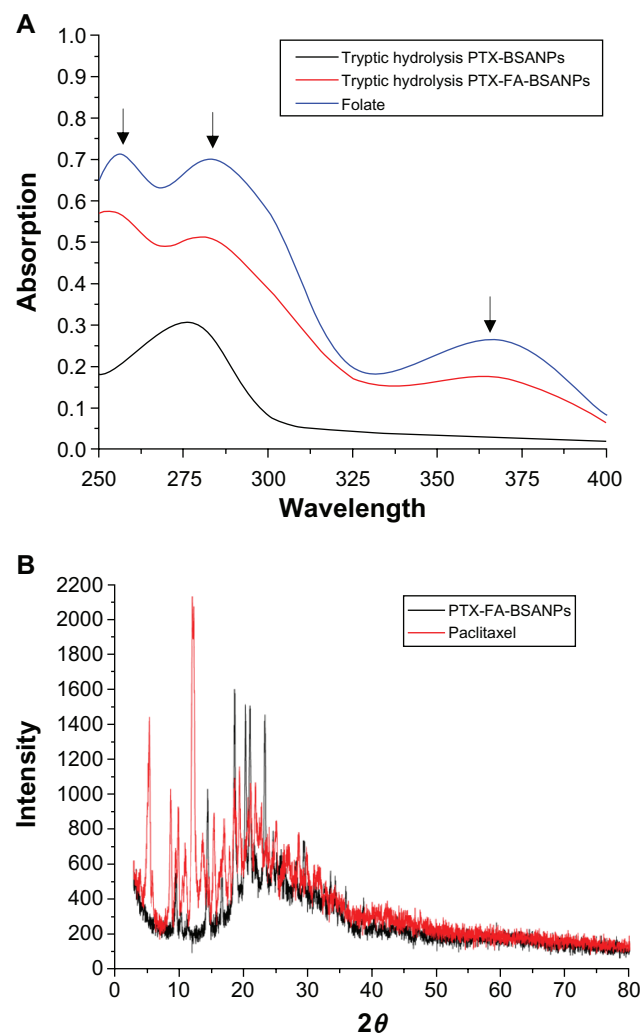 A
1.0
0.9
0.8
0.7
0.6
0.5
0.4
0.3
0.2
0.1
0.0
Absorption
Tryptic hydrolysis PTX-BSANPs
Tryptic hydrolysis PTX-FA-BSANPs
Folate
250 275 300 325 350 375 400
Wavelength
B
2200
2000
1800
1600
1400
1200
1000
800
600
400
200
0
Intensity
PTX-FA-BSANPs
Paclitaxel
0 10 20 30 40 50 60 70 80
2θ